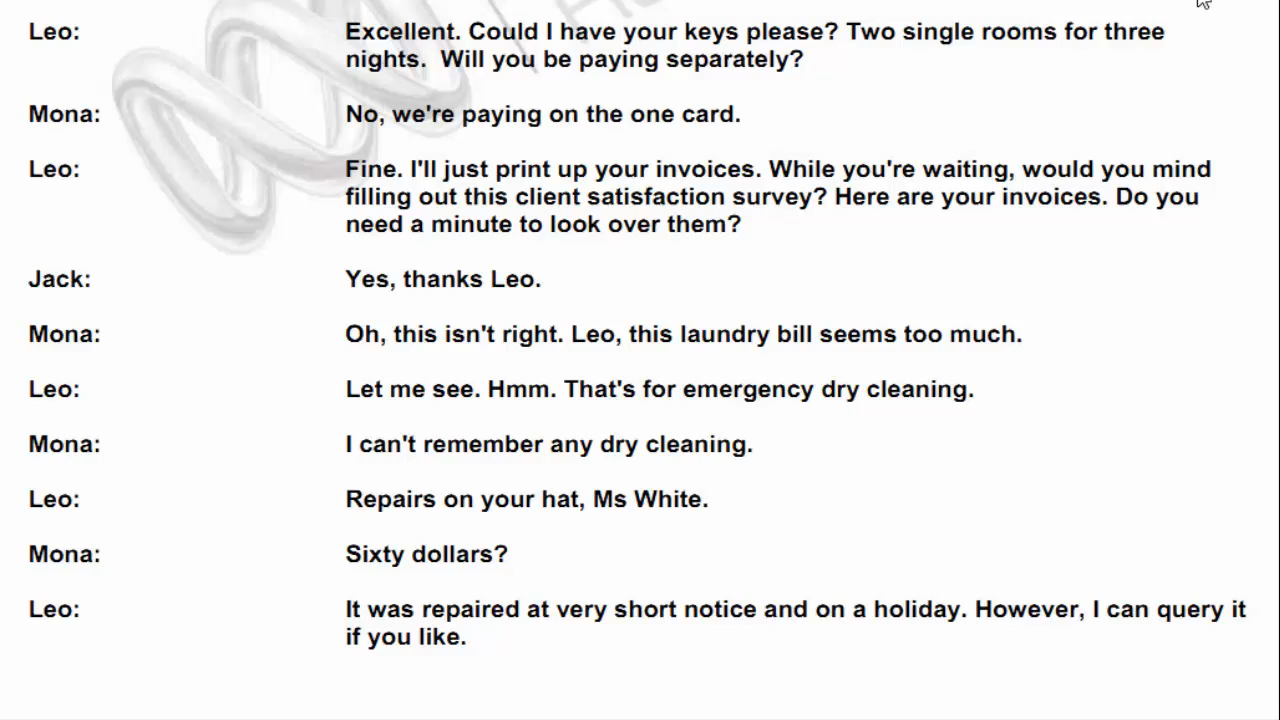 Leo: Excellent. Could I have your keys please? Two single rooms for three
nights.  Will you be paying separately?
Mona: No, we're paying on the one card.
Leo: Fine. I'll just print up your invoices. While you're waiting, would you mind
filling out this client satisfaction survey? Here are your invoices. Do you
need a minute to look over them?
Jack: Yes, thanks Leo.
Mona: Oh, this isn't right. Leo, this laundry bill seems too much.
Leo: Let me see. Hmm. That's for emergency dry cleaning.
Mona: I can't remember any dry cleaning.
Leo: Repairs on your hat, Ms White.
Mona: Sixty dollars?
Leo: It was repaired at very short notice and on a holiday. However, I can query it
if you like.